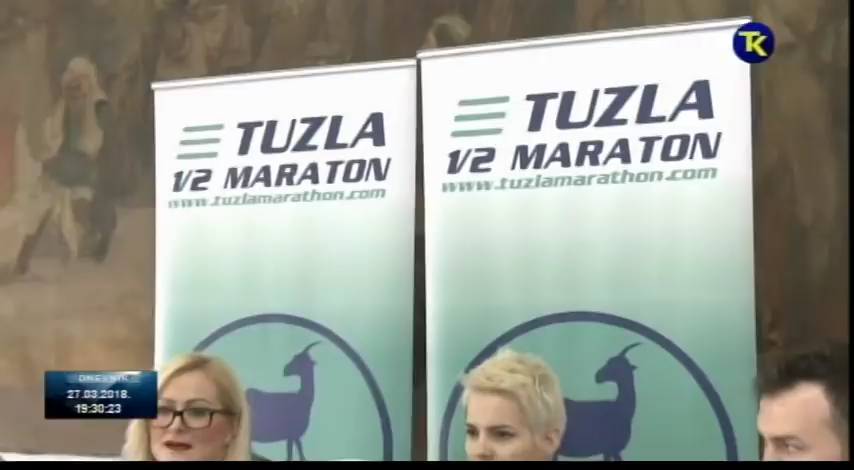 TK
TUZLA
1/2 MARATON
www.tuzlamarathon.com
TUZLA
1/2 MARATON
www.tuzlamarathon.com
DNEVNIK
27.03.2018.
19:30:23